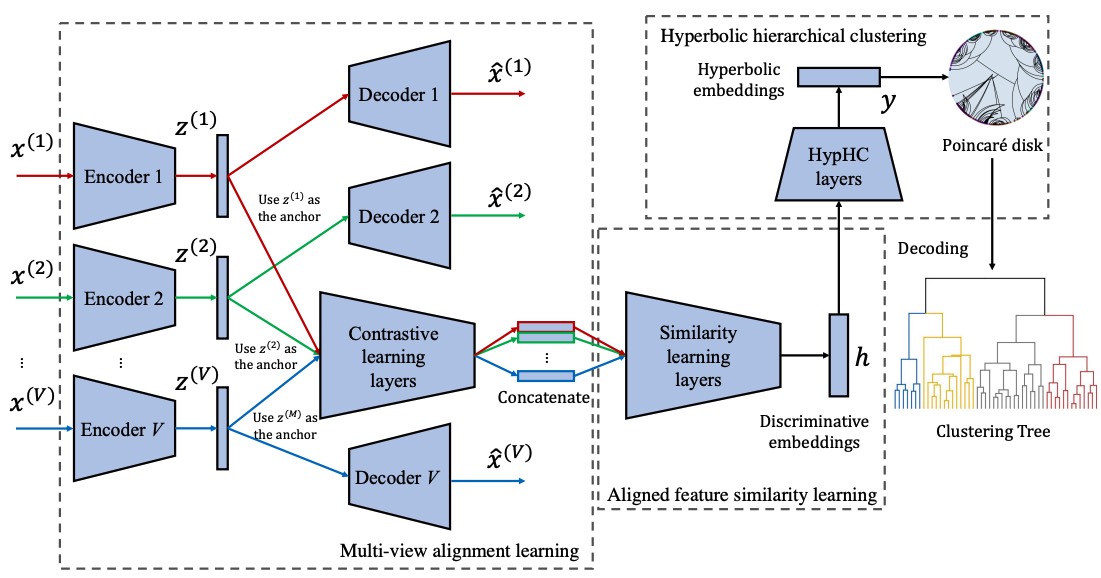 Hyperbolic hierarchical clustering
Hyperbolic
embeddings
y
Poincaré disk
HypHC
layers
Decoding
Clustering Tree
x^(1)
Encoder 1
z^(1)
Decoder 1
x̂^(1)
Use z^(1) as
the anchor
x^(2)
Encoder 2
z^(2)
Decoder 2
x̂^(2)
Use z^(2) as
the anchor
⋮
⋮
x^(V)
Encoder V
z^(V)
Use z^(M) as
the anchor
Decoder V
x̂^(V)
Contrastive
learning
layers
⋮
Concatenate
Multi-view alignment learning
Similarity
learning
layers
h
Discriminative
embeddings
Aligned feature similarity learning